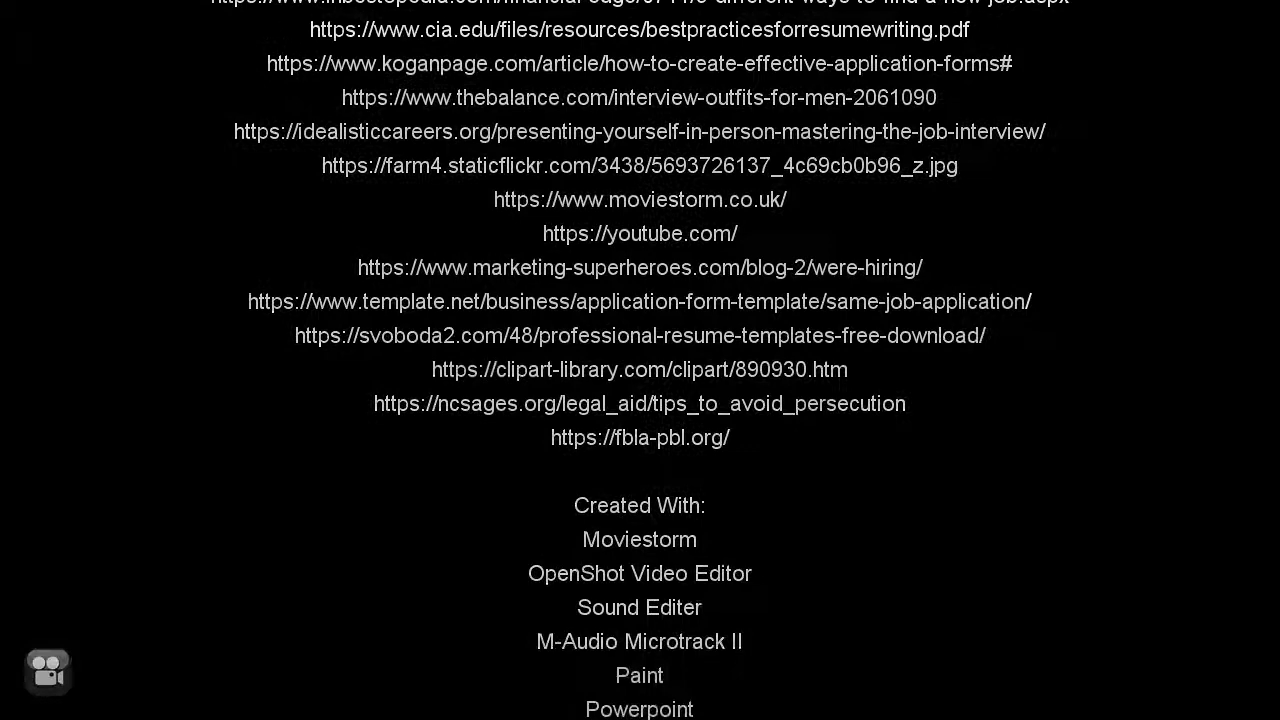 https://www.cia.edu/files/resources/bestpracticesforresumewriting.pdf
https://www.koganpage.com/article/how-to-create-effective-application-forms#
https://www.thebalance.com/interview-outfits-for-men-2061090
https://idealisticcareers.org/presenting-yourself-in-person-mastering-the-job-interview/
https://farm4.staticflickr.com/3438/5693726137_4c69cb0b96_z.jpg
https://www.moviestorm.co.uk/
https://youtube.com/
https://www.marketing-superheroes.com/blog-2/were-hiring/
https://www.template.net/business/application-form-template/same-job-application/
https://svoboda2.com/48/professional-resume-templates-free-download/
https://clipart-library.com/clipart/890930.htm
https://ncsages.org/legal_aid/tips_to_avoid_persecution
https://fbla-pbl.org/
Created With:
Moviestorm
OpenShot Video Editor
Sound Editer
M-Audio Microtrack II
Paint
Powerpoint